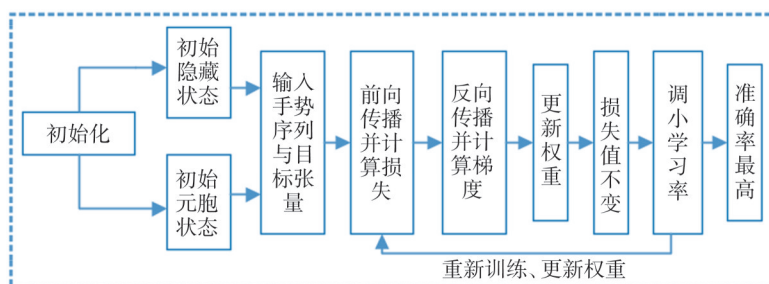 初始化
初始
隐藏
状态
初始
元胞
状态
输入
手势
序列
与目
标张
量
前向
传播
并计
算损
失
反向
传播
并计
算梯
度
更
新
权
重
损
失
值
不
变
调
小
学
习
率
准
确
率
最
高
重新训练、更新权重